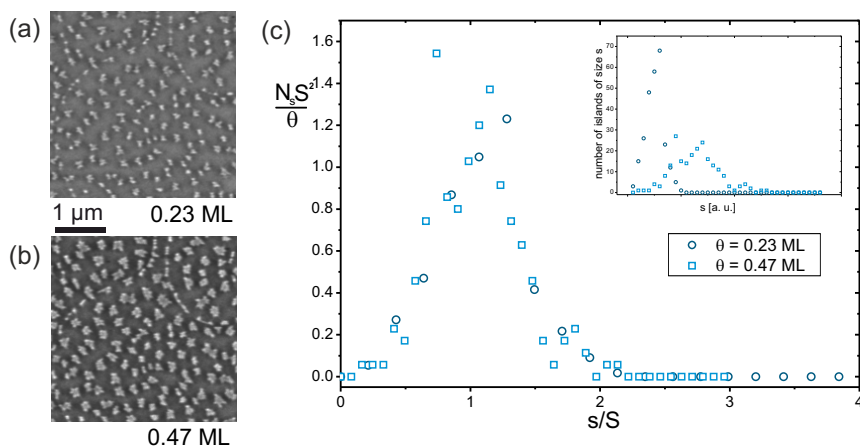 (a)
1 μm
0.23 ML
(b)
0.47 ML
(c)
NₛS²
θ
1.6
1.4
1.2
1.0
0.8
0.6
0.4
0.2
0.0
0
1
2
3
4
s/S
number of islands of size s
70
60
50
40
30
20
10
0
s [a. u.]
θ = 0.23 ML
θ = 0.47 ML